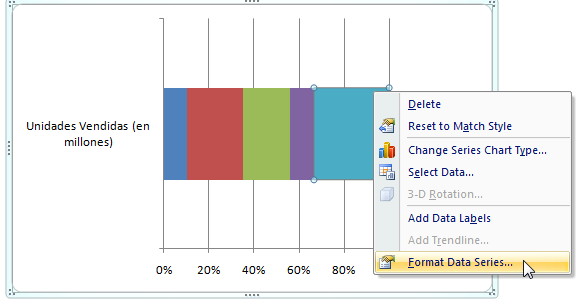 Unidades Vendidas (en
millones)
0% 20% 40% 60% 80%
Delete
Reset to Match Style
Change Series Chart Type...
Select Data...
3-D Rotation...
Add Data Labels
Add Trendline...
Format Data Series...